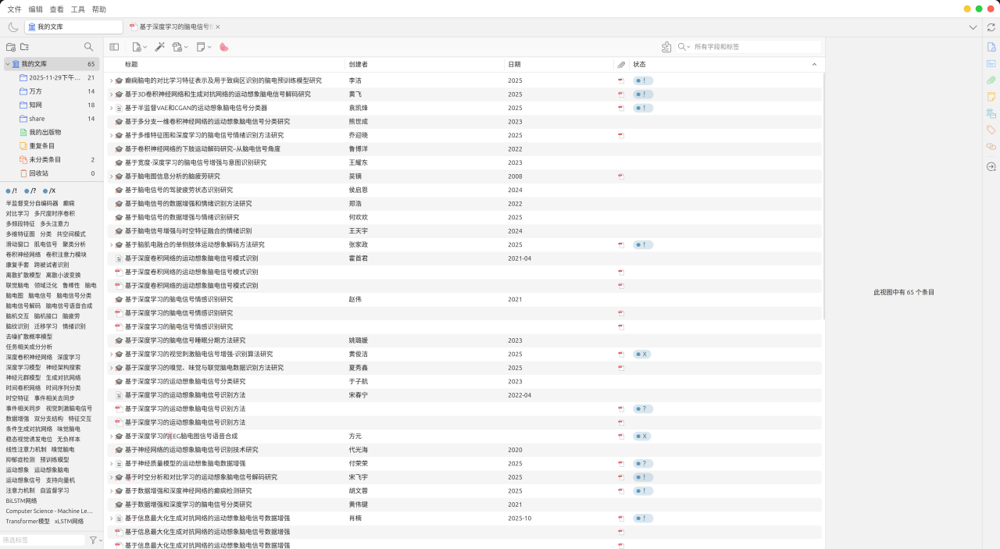 文件 编辑 查看 工具 帮助
我的文库
基于深度学习的脑电信号
所有字段和标签
我的文库 65
2025-11-29下午... 21
万方 14
知网 18
share 14
我的出版物
重复条目
未分类条目 2
回收站 0
/! /? /X
半监督变分自编码器 癫痫
对比学习 多尺度时序卷积
多频段特征 多头注意力
多维特征图 分类 共空间模式
滑动窗口 肌电信号 聚类分析
卷积神经网络 卷积注意力模块
康复手套 跨被试者识别
离散扩散模型 离散小波变换
联觉脑电 领域泛化 鲁棒性 脑电
脑电图 脑电信号 脑电信号分类
脑电信号解码 脑电信号语音合成
脑机交互 脑机接口 脑疲劳
脑纹识别 迁移学习 情绪识别
去噪扩散概率模型
任务相关成分分析
深度卷积神经网络 深度学习
深度学习模型 神经架构搜索
神经元群模型 生成对抗网络
时间卷积网络 时间序列分类
时空特征 事件相关去同步
事件相关同步 视觉刺激脑电信号
数据增强 双分支结构 特征交互
条件生成对抗网络 味觉脑电
稳态视觉诱发电位 无负样本
线性注意力机制 嗅觉脑电
抑郁症检测 预训练模型
运动想象 运动想象脑电
运动想象信号 支持向量机
注意力机制 自监督学习
BiLSTM网络
Computer Science - Machine Le...
Transformer模型 xLSTM网络
筛选标签
标题 创建者 日期 状态
癫痫脑电的对比学习特征表示及用于致病区识别的脑电预训练模型研究 李洁 2025 !
基于3D卷积神经网络和生成对抗网络的运动想象脑电信号解码研究 黄飞 2025 !
基于半监督VAE和CGAN的运动想象脑电信号分类器 袁凯烽 2025 !
基于多分支一维卷积神经网络的运动想象脑电信号分类研究 熊世成 2023
基于多维特征图和深度学习的脑电信号情绪识别方法研究 乔迎晓 2025
基于卷积神经网络的下肢运动解码研究–从脑电信号角度 鲁博洋 2022
基于宽度-深度学习的脑电信号增强与意图识别研究 王耀东 2023
基于脑电图信息分析的脑疲劳研究 吴镝 2008
基于脑电信号的驾驶疲劳状态识别研究 侯启恩 2024
基于脑电信号的数据增强和情绪识别方法研究 郑浩 2022
基于脑电信号的数据增强与情绪识别研究 何欢欢 2025
基于脑电信号增强与时空特征融合的情绪识别 王天宇 2024
基于脑肌电融合的单侧肢体运动想象解码方法研究 张家政 2025 !
基于深度卷积网络的运动想象脑电信号模式识别 霍首君 2021-04
基于深度卷积网络的运动想象脑电信号模式识别
基于深度卷积网络的运动想象脑电信号模式识别
基于深度学习的脑电信号情感识别研究 赵伟 2021
基于深度学习的脑电信号情感识别研究
基于深度学习的脑电信号情感识别研究
基于深度学习的脑电信号睡眠分期方法研究 姚璐媛 2023
基于深度学习的视觉刺激脑电信号增强-识别算法研究 黄俊洁 2025 X
基于深度学习的嗅觉、味觉与联觉脑电数据识别方法研究 夏秀鑫 2025
基于深度学习的运动想象脑电信号分类研究 于子航 2023
基于深度学习的运动想象脑电信号识别方法 宋春宁 2022-04
基于深度学习的运动想象脑电信号识别方法 ?
基于深度学习的运动想象脑电信号识别方法
基于深度学习的EEG脑电图信号语音合成 方元 X
基于神经网络的运动想象脑电信号识别技术研究 代光海 2020
基于神经质量模型的运动想象脑电数据增强 付荣荣 2025 ?
基于时空分析和对比学习的运动想象脑电信号解码研究 宋飞宇 2025 !
基于数据增强和深度神经网络的癫痫检测研究 胡文蓉 2025 !
基于数据增强和深度学习的脑电信号分类研究 黄伟键 2021
基于信息最大化生成对抗网络的运动想象脑电信号数据增强 肖楠 2025-10 !
基于信息最大化生成对抗网络的运动想象脑电信号数据增强
基于信息最大化生成对抗网络的运动想象脑电信号数据增强
此视图中有 65 个条目